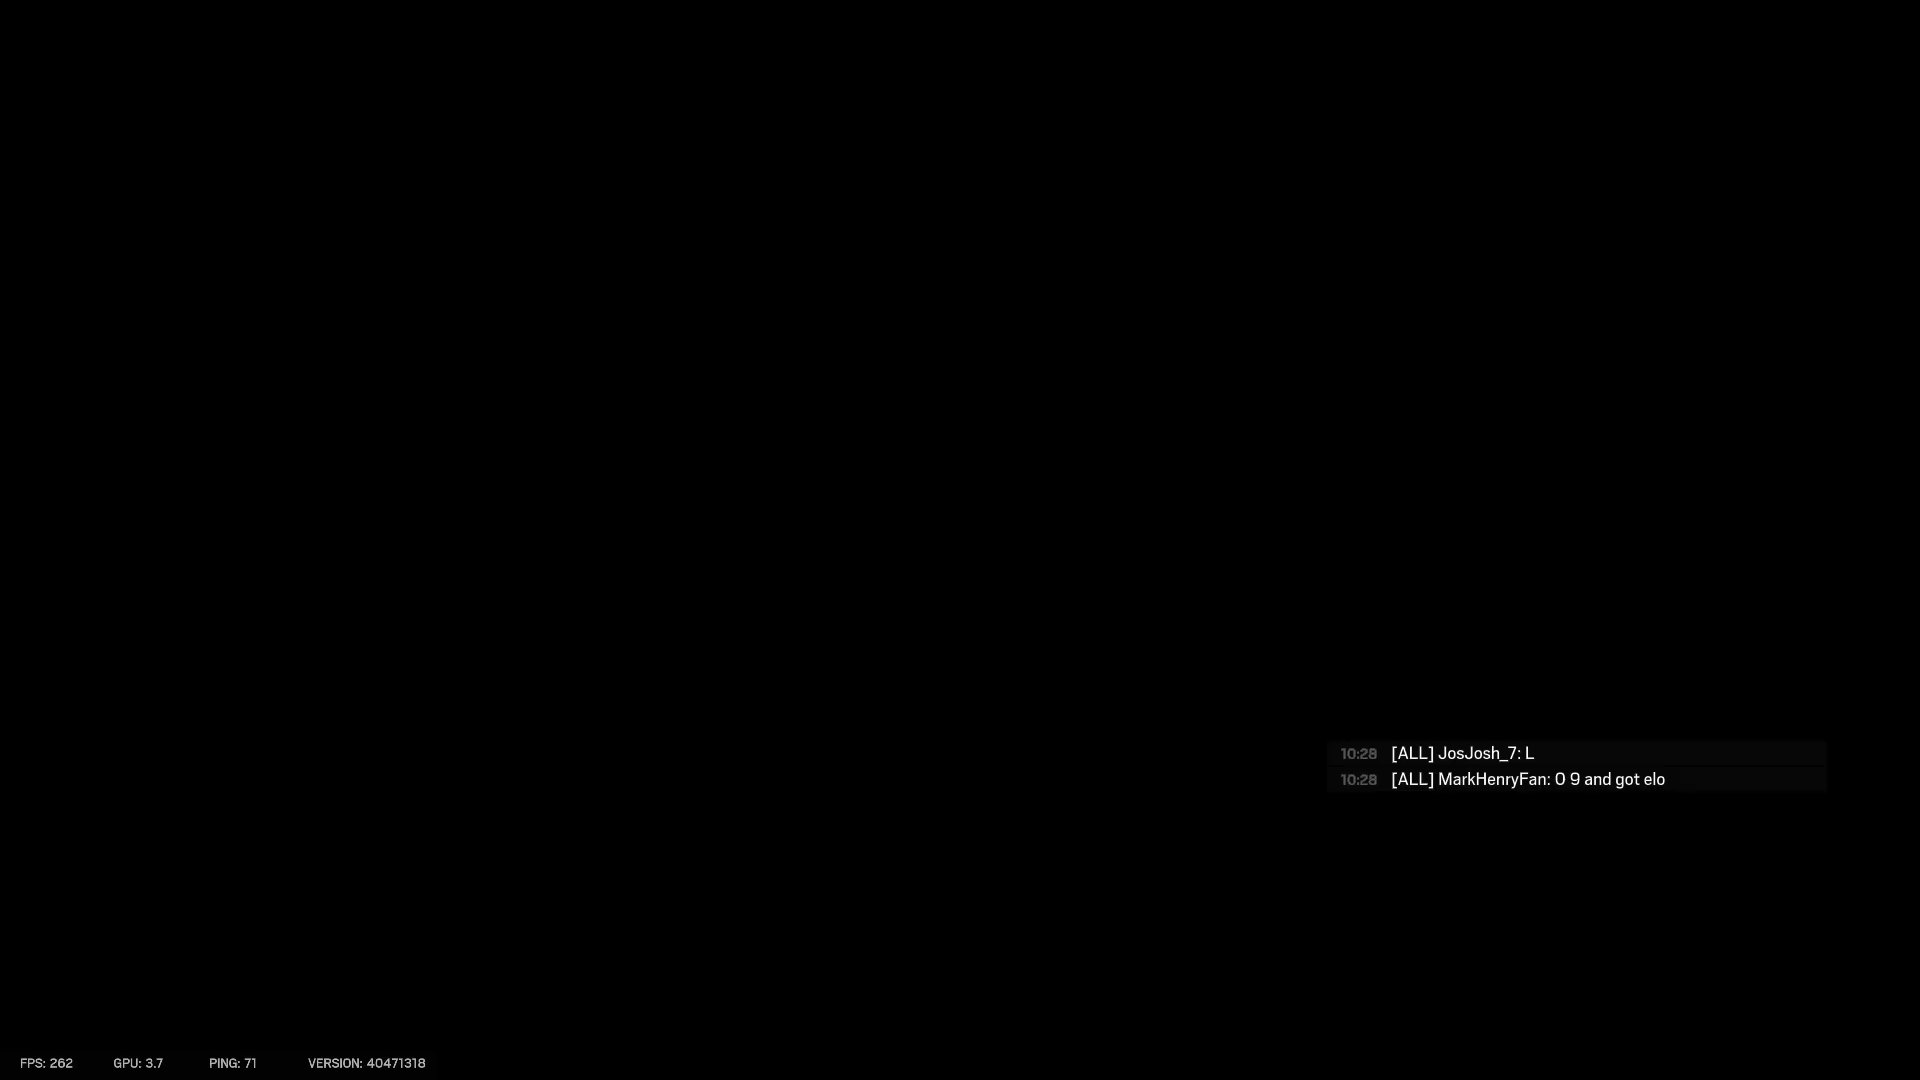 10:28 [ALL] JosJosh_7: L
10:28 [ALL] MarkHenryFan: 0 9 and got elo
FPS: 262 GPU: 3.7 PING: 71 VERSION: 40471318